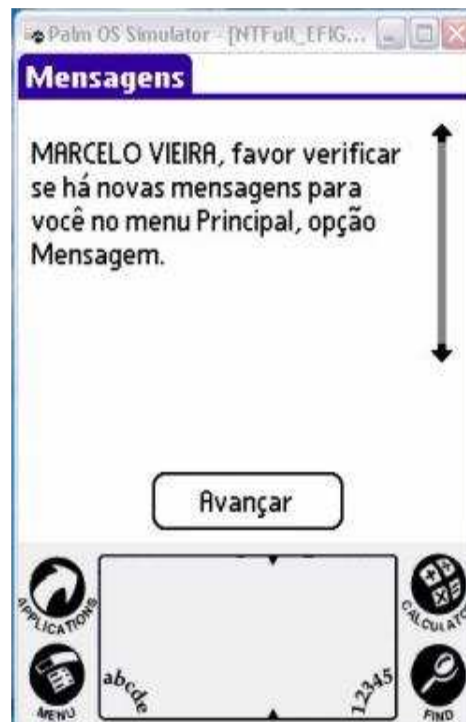 Palm OS Simulator - [NTFull_EFIG...
Mensagens
MARCELO VIEIRA, favor verificar
se há novas mensagens para
você no menu Principal, opção
Mensagem.
Avançar
APPLICATIONS
CALCULATO
abcde
12345
MENU
FIND